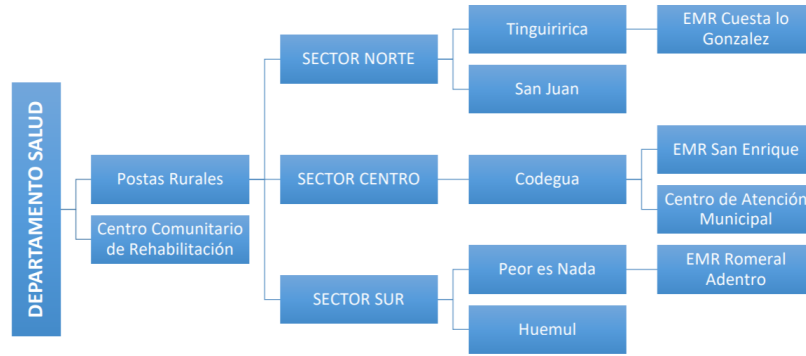 DEPARTAMENTO SALUD
Postas Rurales
Centro Comunitario
de Rehabilitación
SECTOR NORTE
Tinguiririca
EMR Cuesta lo
Gonzalez
San Juan
SECTOR CENTRO
Codegua
EMR San Enrique
Centro de Atención
Municipal
SECTOR SUR
Peor es Nada
EMR Romeral
Adentro
Huemul